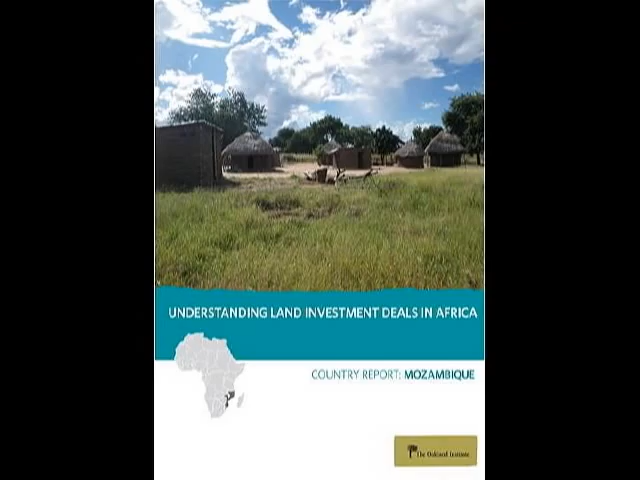 UNDERSTANDING LAND INVESTMENT DEALS IN AFRICA
COUNTRY REPORT: MOZAMBIQUE
The Oakland Institute